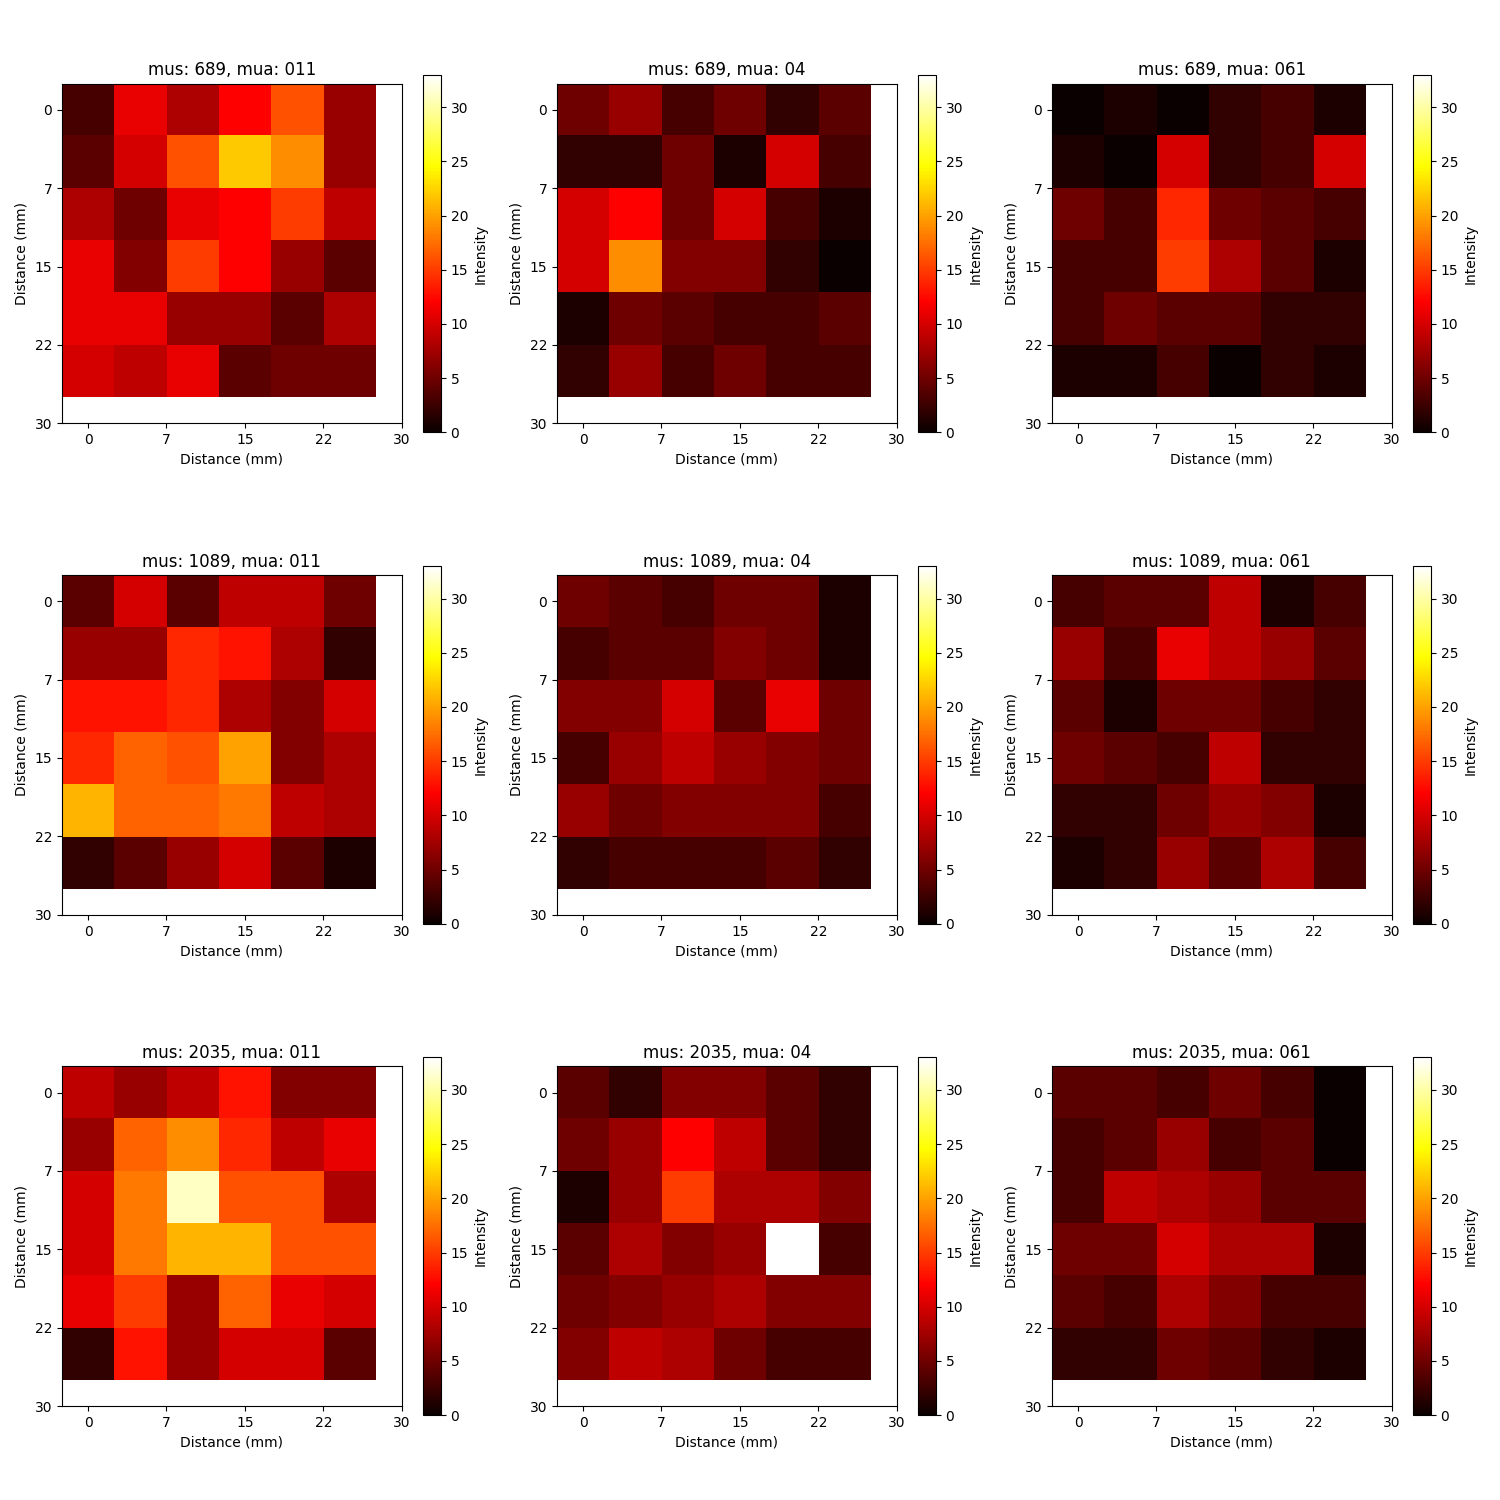 mus: 689, mua: 011
0
7
15
22
30
Distance (mm)
0 7 15 22 30
Distance (mm)
30
25
20
15
10
5
0
Intensity
mus: 689, mua: 04
0
7
15
22
30
Distance (mm)
0 7 15 22 30
Distance (mm)
30
25
20
15
10
5
0
Intensity
mus: 689, mua: 061
0
7
15
22
30
Distance (mm)
0 7 15 22 30
Distance (mm)
30
25
20
15
10
5
0
Intensity
mus: 1089, mua: 011
0
7
15
22
30
Distance (mm)
0 7 15 22 30
Distance (mm)
30
25
20
15
10
5
0
Intensity
mus: 1089, mua: 04
0
7
15
22
30
Distance (mm)
0 7 15 22 30
Distance (mm)
30
25
20
15
10
5
0
Intensity
mus: 1089, mua: 061
0
7
15
22
30
Distance (mm)
0 7 15 22 30
Distance (mm)
30
25
20
15
10
5
0
Intensity
mus: 2035, mua: 011
0
7
15
22
30
Distance (mm)
0 7 15 22 30
Distance (mm)
30
25
20
15
10
5
0
Intensity
mus: 2035, mua: 04
0
7
15
22
30
Distance (mm)
0 7 15 22 30
Distance (mm)
30
25
20
15
10
5
0
Intensity
mus: 2035, mua: 061
0
7
15
22
30
Distance (mm)
0 7 15 22 30
Distance (mm)
30
25
20
15
10
5
0
Intensity